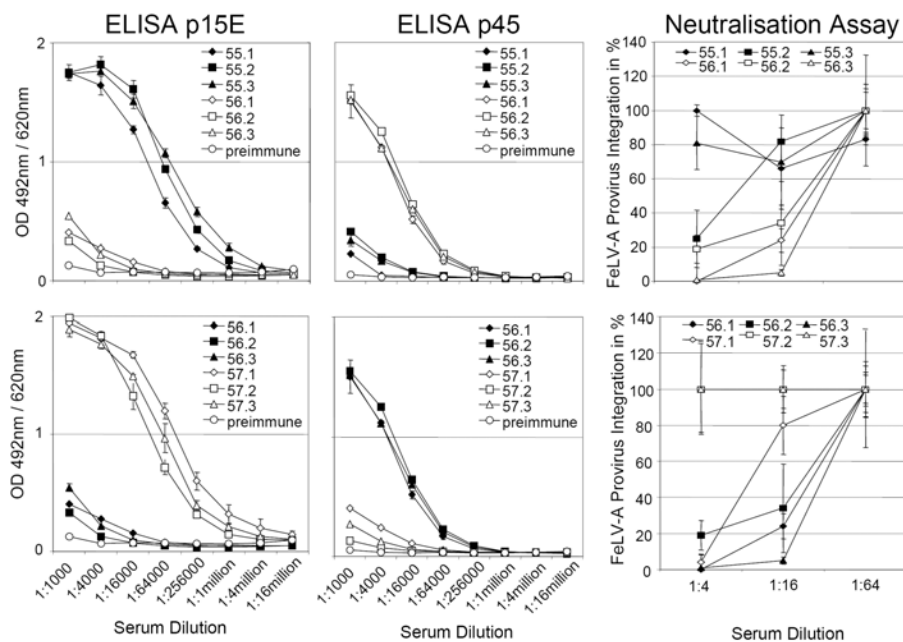 ELISA p15E
ELISA p45
Neutralisation Assay
OD 492nm / 620nm
2
1
0
55.1
55.2
55.3
56.1
56.2
56.3
preimmune
55.1
55.2
55.3
56.1
56.2
56.3
preimmune
FeLV-A Provirus Integration in %
140
120
100
80
60
40
20
0
55.1 55.2 55.3
56.1 56.2 56.3
OD 492nm / 620nm
2
1
0
56.1
56.2
56.3
57.1
57.2
57.3
preimmune
56.1
56.2
56.3
57.1
57.2
57.3
preimmune
FeLV-A Provirus Integration in %
140
120
100
80
60
40
20
0
56.1 56.2 56.3
57.1 57.2 57.3
1:1000 1:4000 1:16000 1:64000 1:256000 1:1million 1:4million 1:16million
1:1000 1:4000 1:16000 1:64000 1:256000 1:1million 1:4million 1:16million
1:4 1:16 1:64
Serum Dilution
Serum Dilution
Serum Dilution